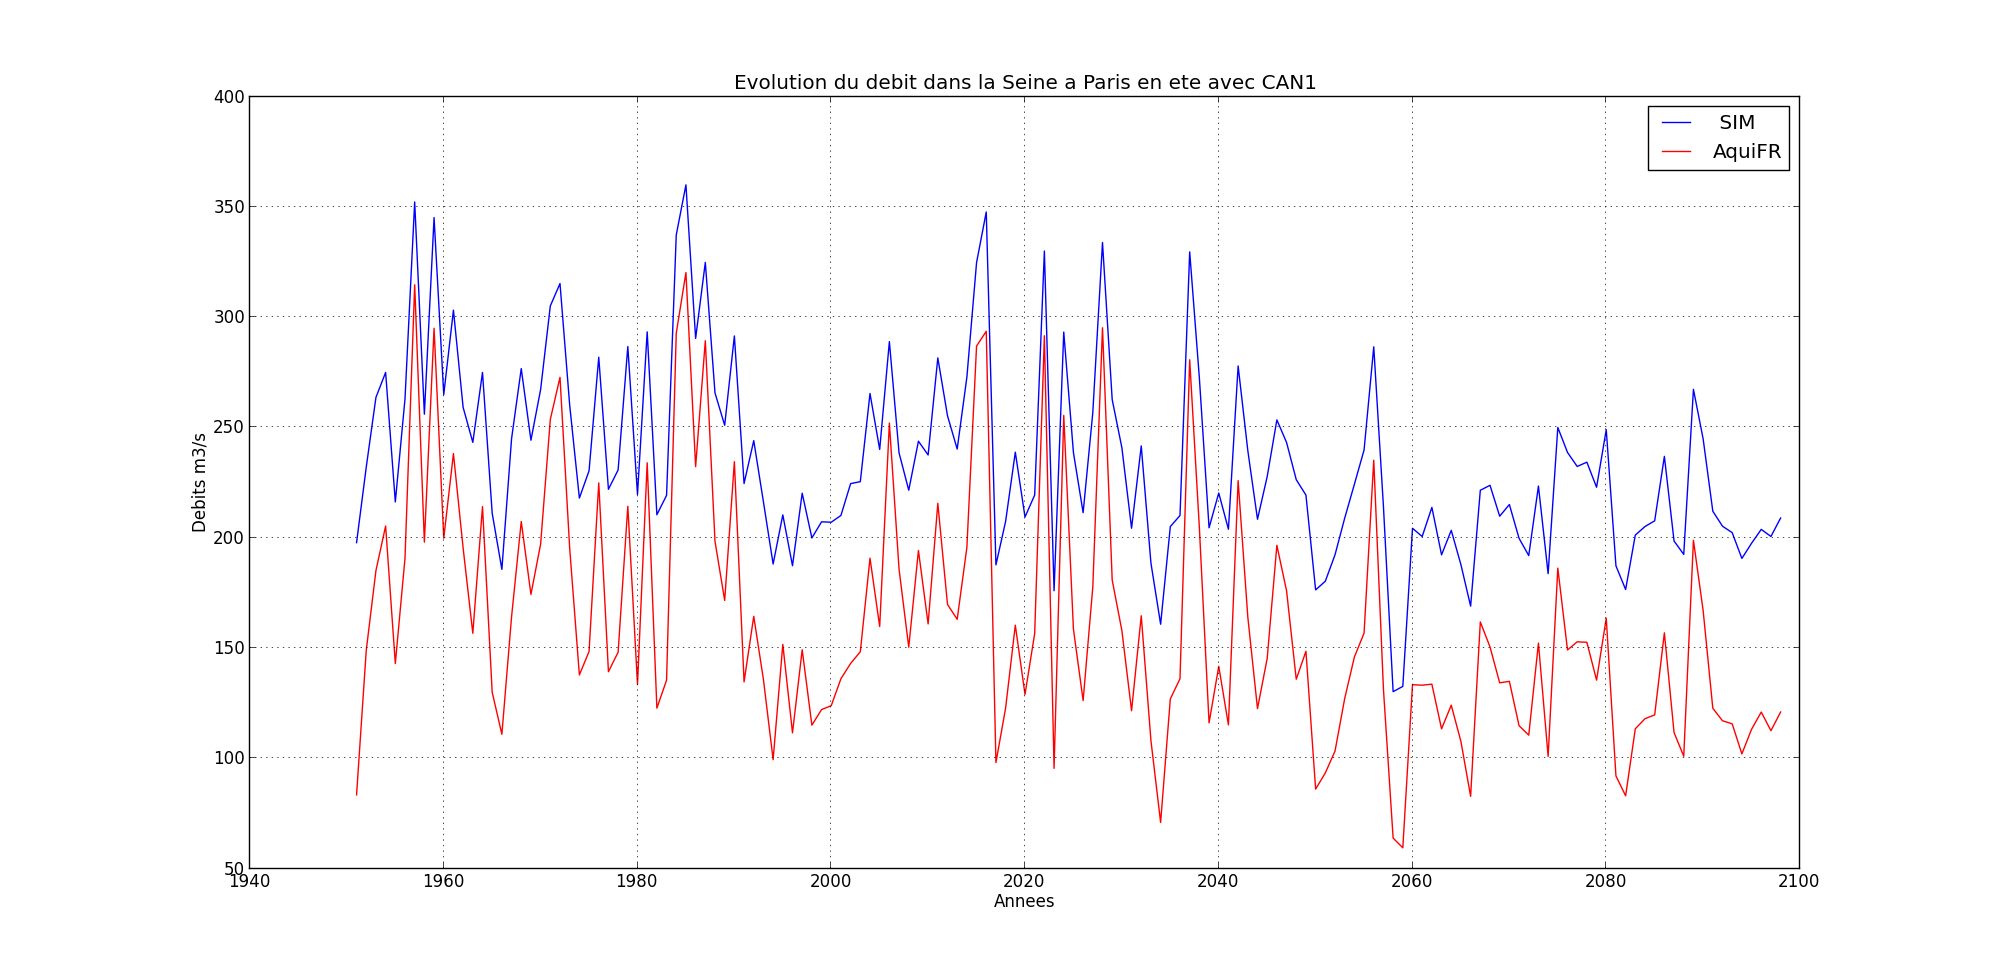 Evolution du debit dans la Seine a Paris en ete avec CAN1
400
350
300
250
200
150
100
50
Debits m3/s
SIM
AquiFR
1940 1960 1980 2000 2020 2040 2060 2080 2100
Annees